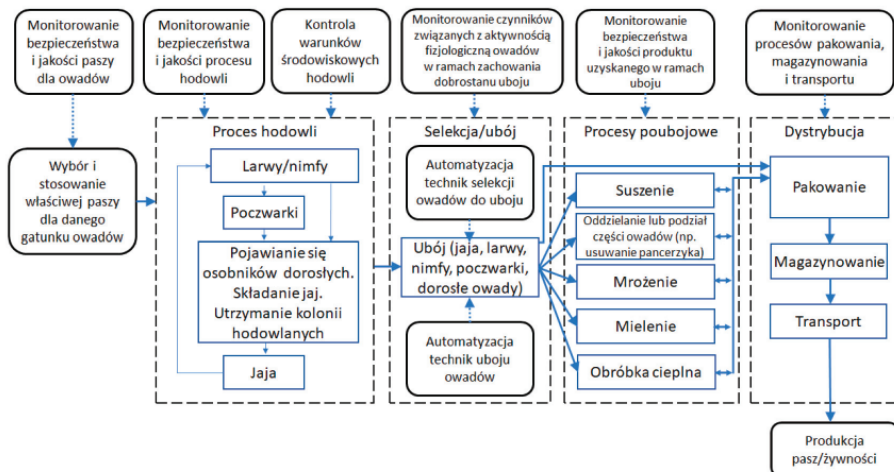 Monitorowanie
bezpieczeństwa
i jakości paszy
dla owadów
Monitorowanie
bezpieczeństwa
i jakości procesu
hodowli
Kontrola
warunków
środowiskowych
hodowli
Monitorowanie czynników
związanych z aktywnością
fizjologiczną owadów
w ramach zachowania
dobrostanu uboju
Monitorowanie
bezpieczeństwa
i jakości produktu
uzyskanego w ramach
uboju
Monitorowanie
procesów pakowania,
magazynowania
i transportu
Wybór i
stosowanie
właściwej paszy
dla danego
gatunku owadów
Proces hodowli
Larwy/nimfy
Poczwarki
Pojawianie się
osobników dorosłych.
Składanie jaj.
Utrzymanie kolonii
hodowlanych
Jaja
Selekcja/ubój
Automatyzacja
technik selekcji
owadów do uboju
Ubój (jaja, larwy,
nimfy, poczwarki,
dorosłe owady)
Automatyzacja
technik uboju
owadów
Procesy poubojowe
Suszenie
Oddzielanie lub podział
części owadów (np.
usuwanie pancerzyka)
Mrożenie
Mielenie
Obróbka cieplna
Dystrybucja
Pakowanie
Magazynowanie
Transport
Produkcja
pasz/żywności